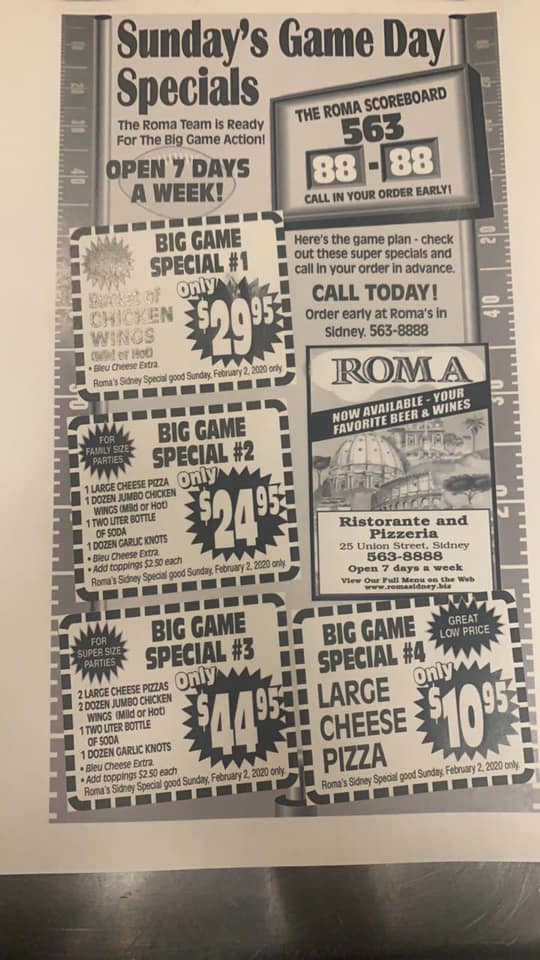 Sunday's Game Day
Specials
The Roma Team is Ready
For The Big Game Action!
OPEN 7 DAYS
A WEEK!
THE ROMA SCOREBOARD
563
88-88
CALL IN YOUR ORDER EARLY!
BIG GAME
SPECIAL #1
Only
$29.95
Bucket of
CHICKEN
WINGS
(Mild or Hot)
• Bleu Cheese Extra.
Roma's Sidney Special good Sunday, February 2, 2020 only.
Here's the game plan - check
out these super specials and
call in your order in advance.
CALL TODAY!
Order early at Roma's in
Sidney. 563-8888
FOR
FAMILY SIZE
PARTIES
BIG GAME
SPECIAL #2
Only
$24.95
1 LARGE CHEESE PIZZA
1 DOZEN JUMBO CHICKEN
WINGS (Mild or Hot)
1 TWO LITER BOTTLE
OF SODA
1 DOZEN GARLIC KNOTS
• Bleu Cheese Extra.
• Add toppings $2.50 each
Roma's Sidney Special good Sunday, February 2, 2020 only.
ROMA
NOW AVAILABLE - YOUR
FAVORITE BEER & WINES
Ristorante and
Pizzeria
25 Union Street, Sidney
563-8888
Open 7 days a week
View Our Full Menu on the Web
www.romasidney.biz
FOR
SUPER SIZE
PARTIES
BIG GAME
SPECIAL #3
Only
$44.95
2 LARGE CHEESE PIZZAS
2 DOZEN JUMBO CHICKEN
WINGS (Mild or Hot)
1 TWO LITER BOTTLE
OF SODA
1 DOZEN GARLIC KNOTS
• Bleu Cheese Extra.
• Add toppings $2.50 each
Roma's Sidney Special good Sunday, February 2, 2020 only.
BIG GAME
SPECIAL #4
GREAT
LOW PRICE
Only
$10.95
LARGE
CHEESE
PIZZA
Roma's Sidney Special good Sunday, February 2, 2020 only.